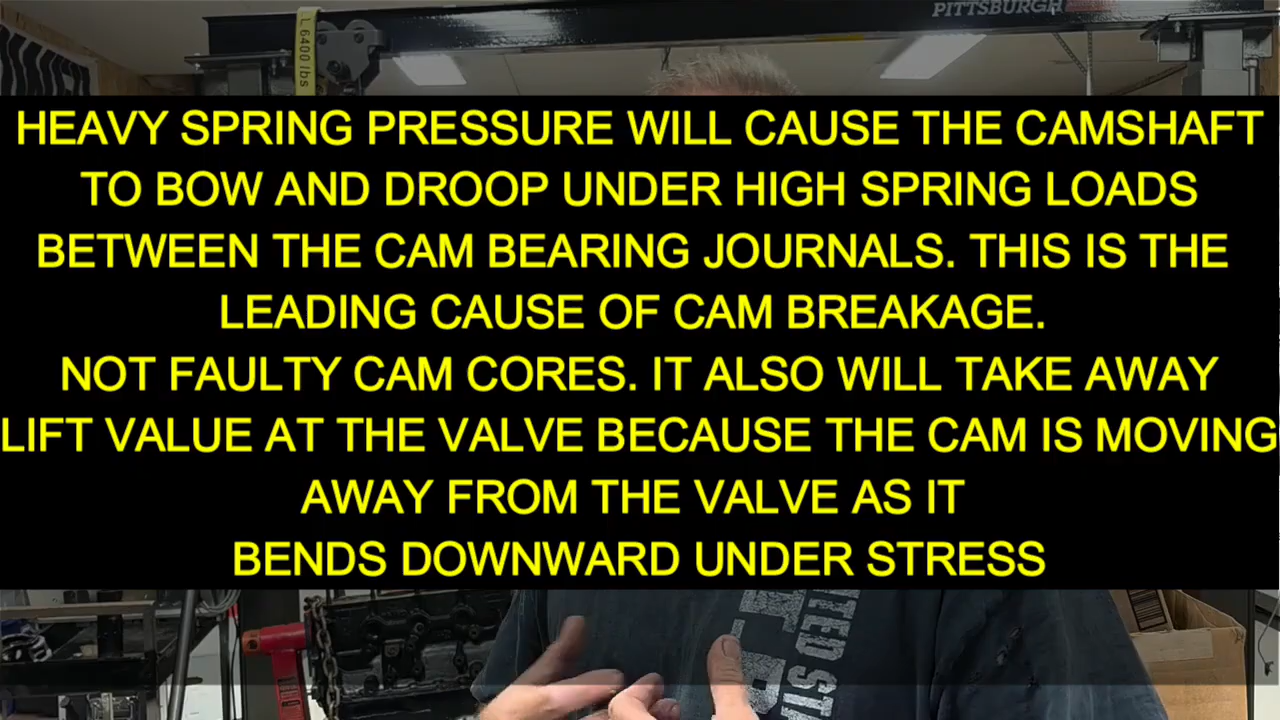 PITTSBURGH
L 6400 lbs
HEAVY SPRING PRESSURE WILL CAUSE THE CAMSHAFT
TO BOW AND DROOP UNDER HIGH SPRING LOADS
BETWEEN THE CAM BEARING JOURNALS. THIS IS THE
LEADING CAUSE OF CAM BREAKAGE.
NOT FAULTY CAM CORES. IT ALSO WILL TAKE AWAY
LIFT VALUE AT THE VALVE BECAUSE THE CAM IS MOVING
AWAY FROM THE VALVE AS IT
BENDS DOWNWARD UNDER STRESS